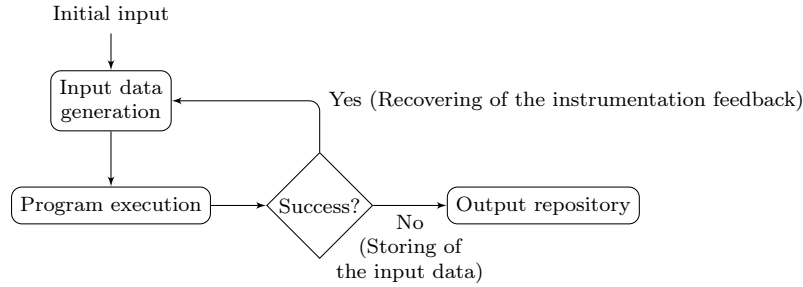 Initial input
Input data
generation
Yes (Recovering of the instrumentation feedback)
Program execution
Success?
Output repository
No
(Storing of
the input data)